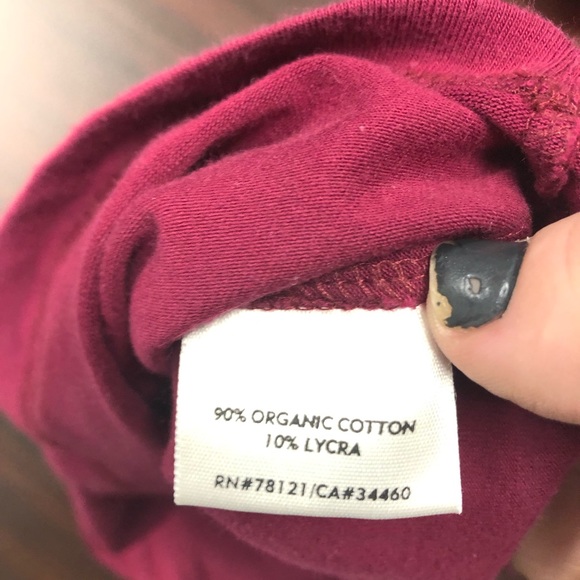 90% ORGANIC COTTON
10% LYCRA
RN#78121/CA#34460